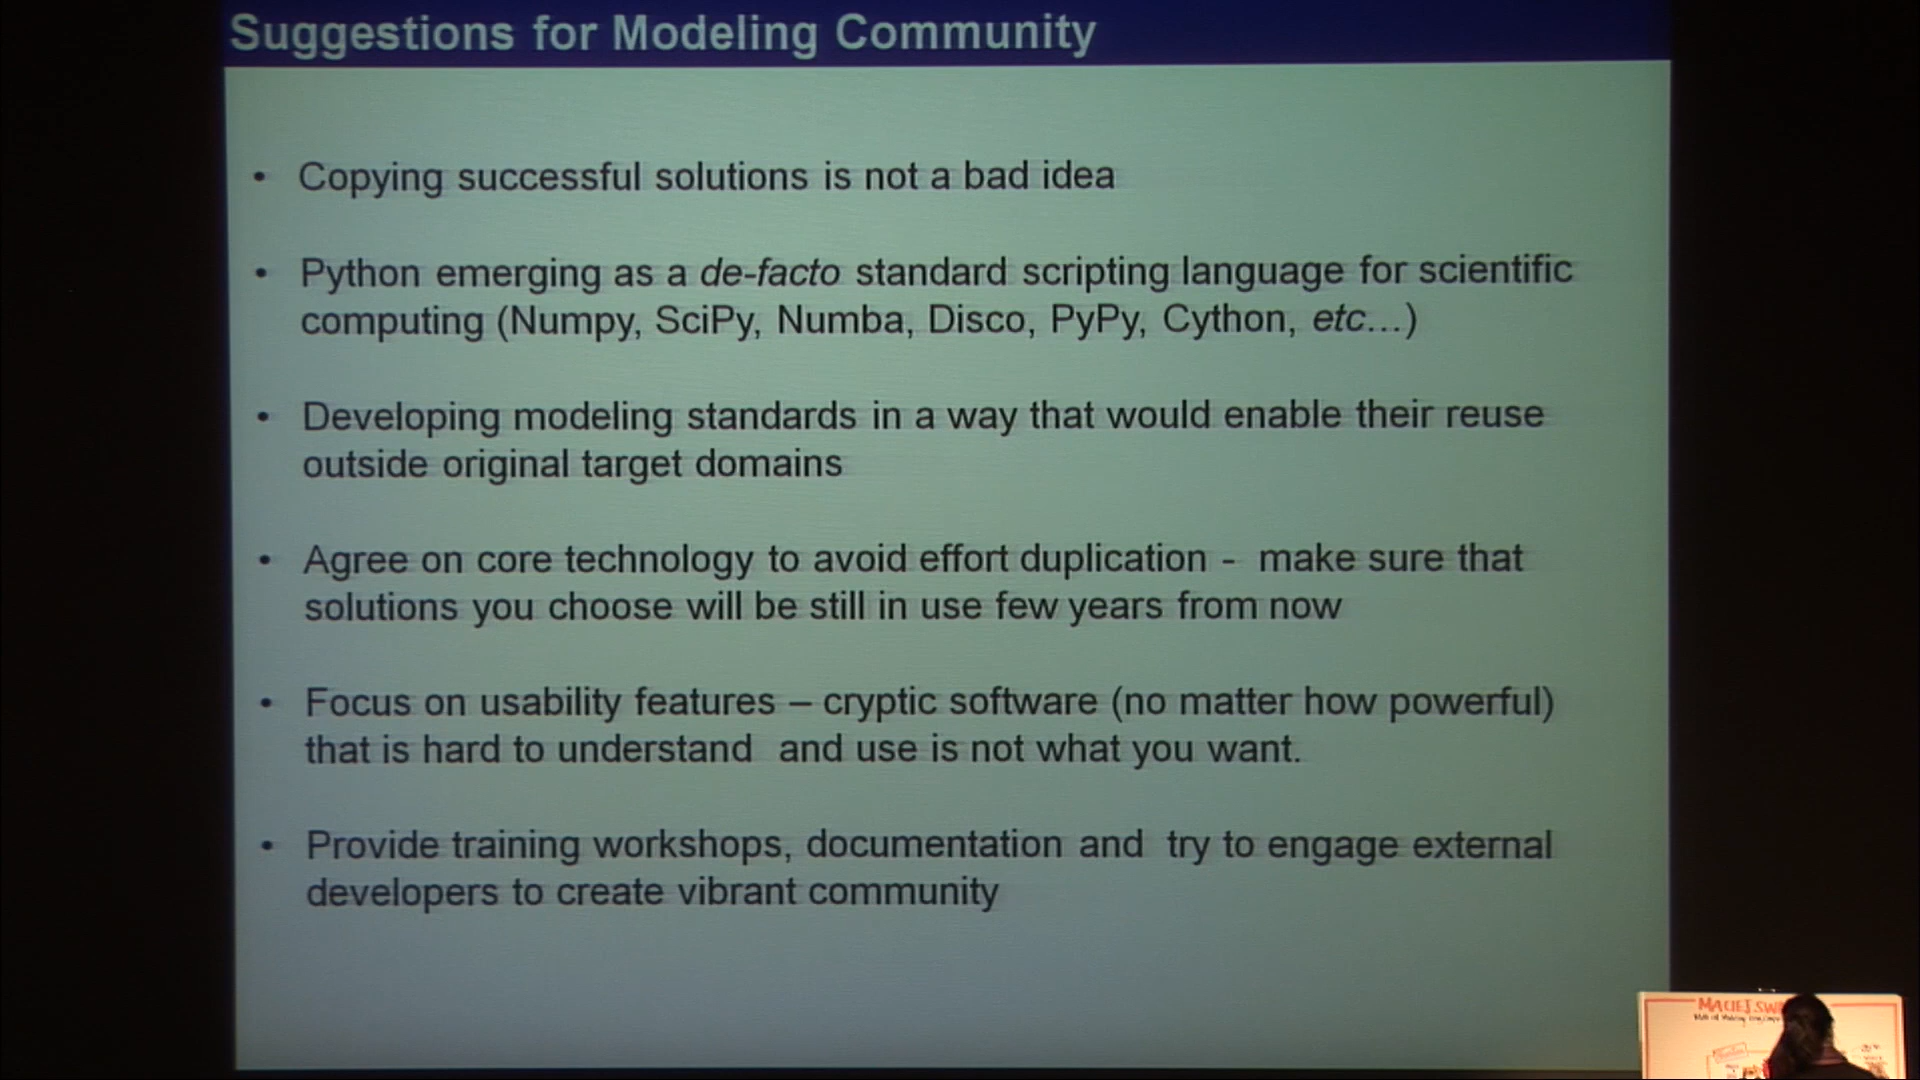 Suggestions for Modeling Community
• Copying successful solutions is not a bad idea
• Python emerging as a de-facto standard scripting language for scientific
computing (Numpy, SciPy, Numba, Disco, PyPy, Cython, etc...)
• Developing modeling standards in a way that would enable their reuse
outside original target domains
• Agree on core technology to avoid effort duplication - make sure that
solutions you choose will be still in use few years from now
• Focus on usability features – cryptic software (no matter how powerful)
that is hard to understand and use is not what you want.
• Provide training workshops, documentation and try to engage external
developers to create vibrant community
MACIEJ